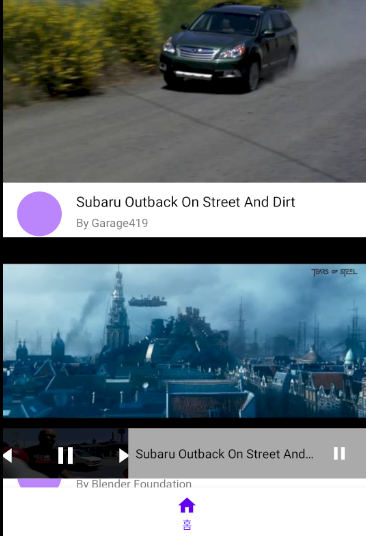 Subaru Outback On Street And Dirt
By Garage419
TEARS OF STEEL
Subaru Outback On Street And...
By Blender Foundation
홈